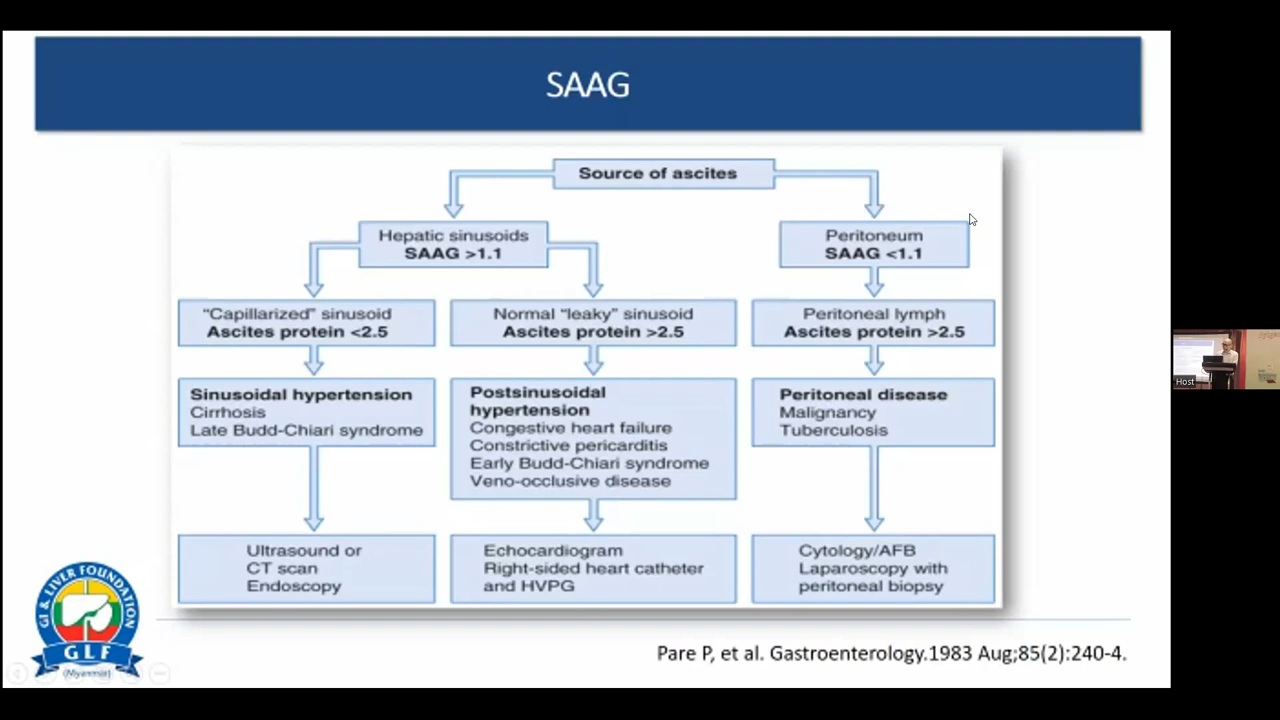 SAAG
Source of ascites
Hepatic sinusoids
SAAG >1.1
Peritoneum
SAAG <1.1
"Capillarized" sinusoid
Ascites protein <2.5
Normal "leaky" sinusoid
Ascites protein >2.5
Peritoneal lymph
Ascites protein >2.5
Sinusoidal hypertension
Cirrhosis
Late Budd-Chiari syndrome
Postsinusoidal
hypertension
Congestive heart failure
Constrictive pericarditis
Early Budd-Chiari syndrome
Veno-occlusive disease
Peritoneal disease
Malignancy
Tuberculosis
Ultrasound or
CT scan
Endoscopy
Echocardiogram
Right-sided heart catheter
and HVPG
Cytology/AFB
Laparoscopy with
peritoneal biopsy
GI & LIVER FOUNDATION
GLF
(Myanmar)
Pare P, et al. Gastroenterology.1983 Aug;85(2):240-4.
Host